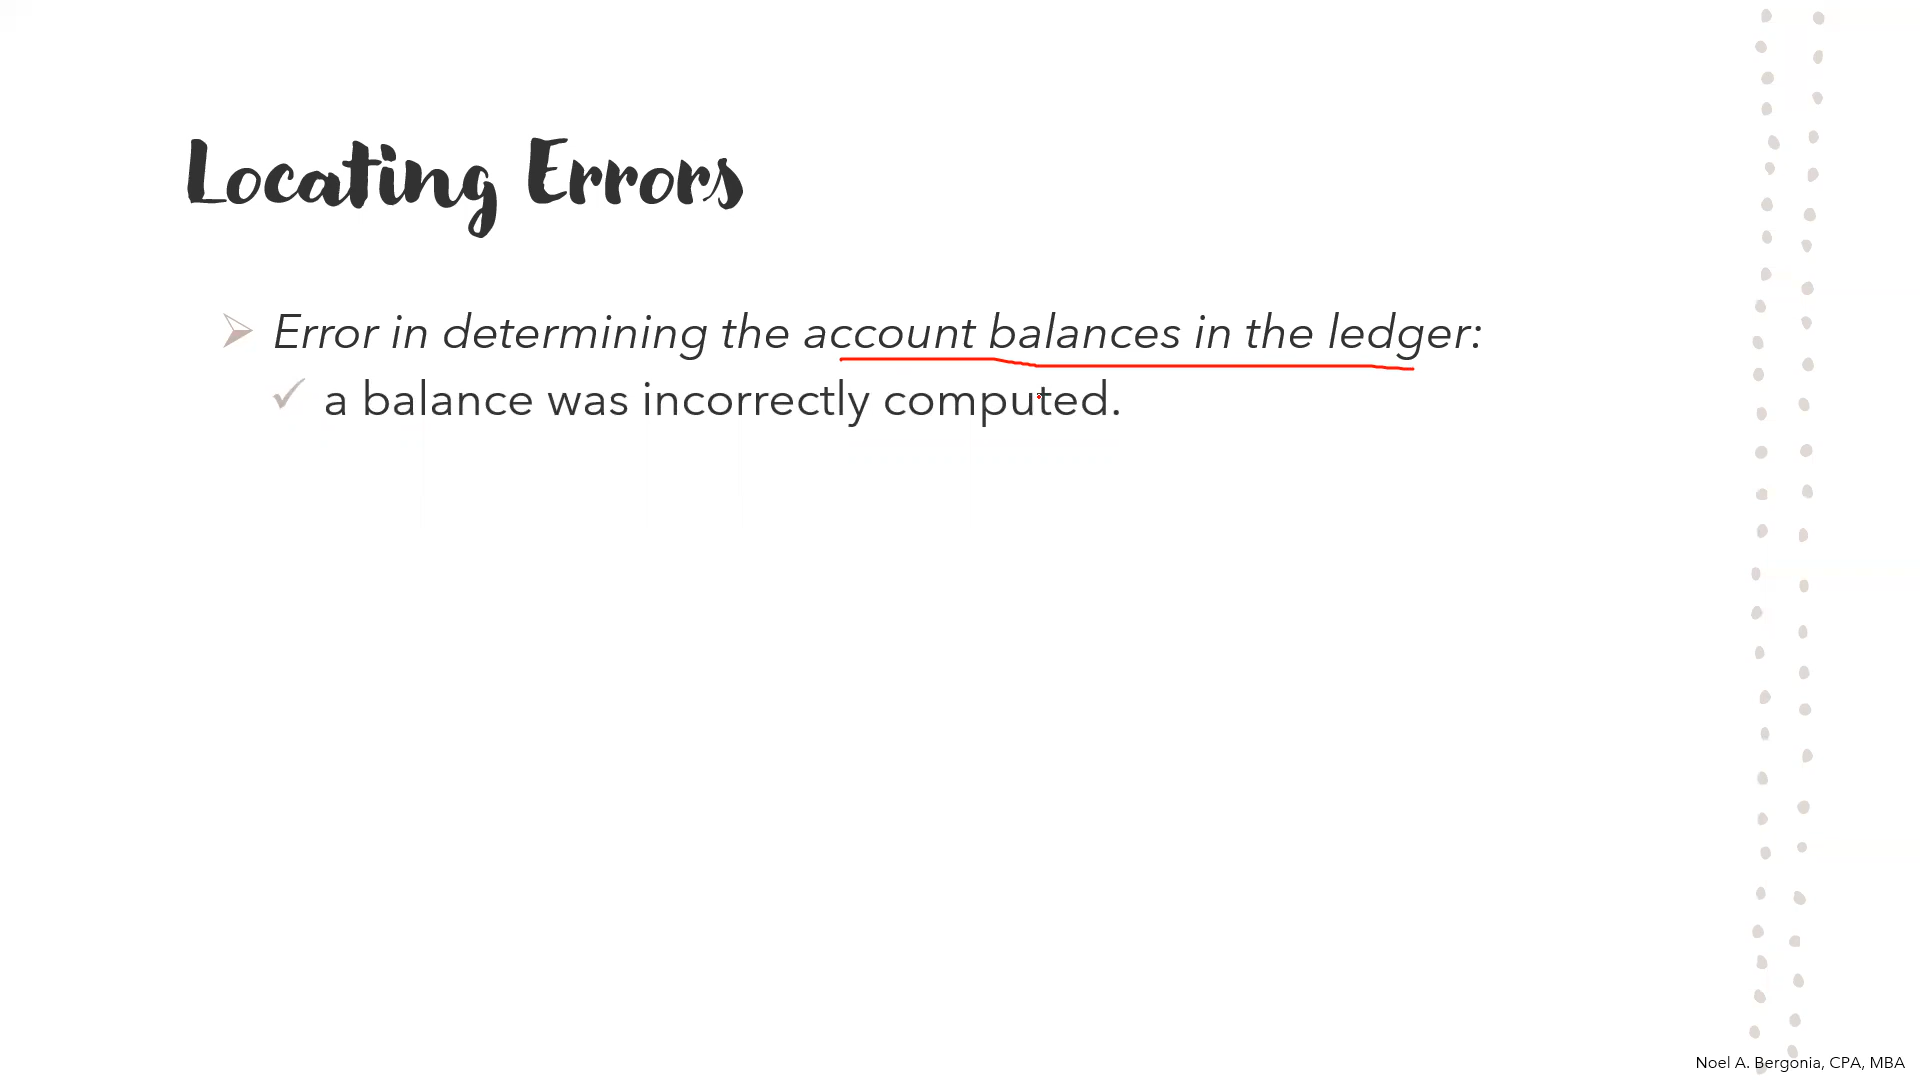 Locating Errors
Error in determining the account balances in the ledger:
a balance was incorrectly computed.
Noel A. Bergonia, CPA, MBA